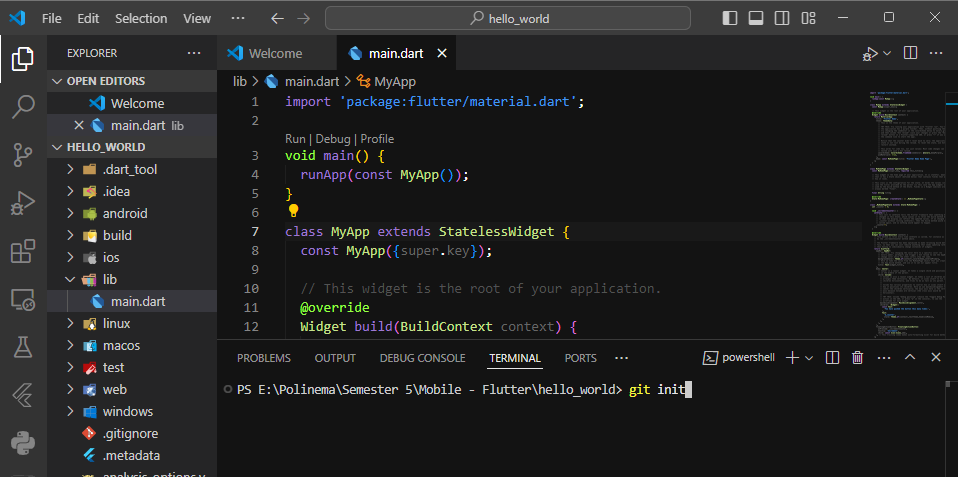 File Edit Selection View ··· hello_world
EXPLORER ···
OPEN EDITORS
Welcome
main.dart lib
HELLO_WORLD
.dart_tool
.idea
android
build
ios
lib
main.dart
linux
macos
test
web
windows
.gitignore
.metadata
Welcome main.dart
lib > main.dart > MyApp
1 import 'package:flutter/material.dart';
2
Run | Debug | Profile
3 void main() {
4 runApp(const MyApp());
5 }
6
7 class MyApp extends StatelessWidget {
8 const MyApp({super.key});
9
10 // This widget is the root of your application.
11 @override
12 Widget build(BuildContext context) {
PROBLEMS OUTPUT DEBUG CONSOLE TERMINAL PORTS ··· powershell ···
PS E:\Polinema\Semester 5\Mobile - Flutter\hello_world> git init